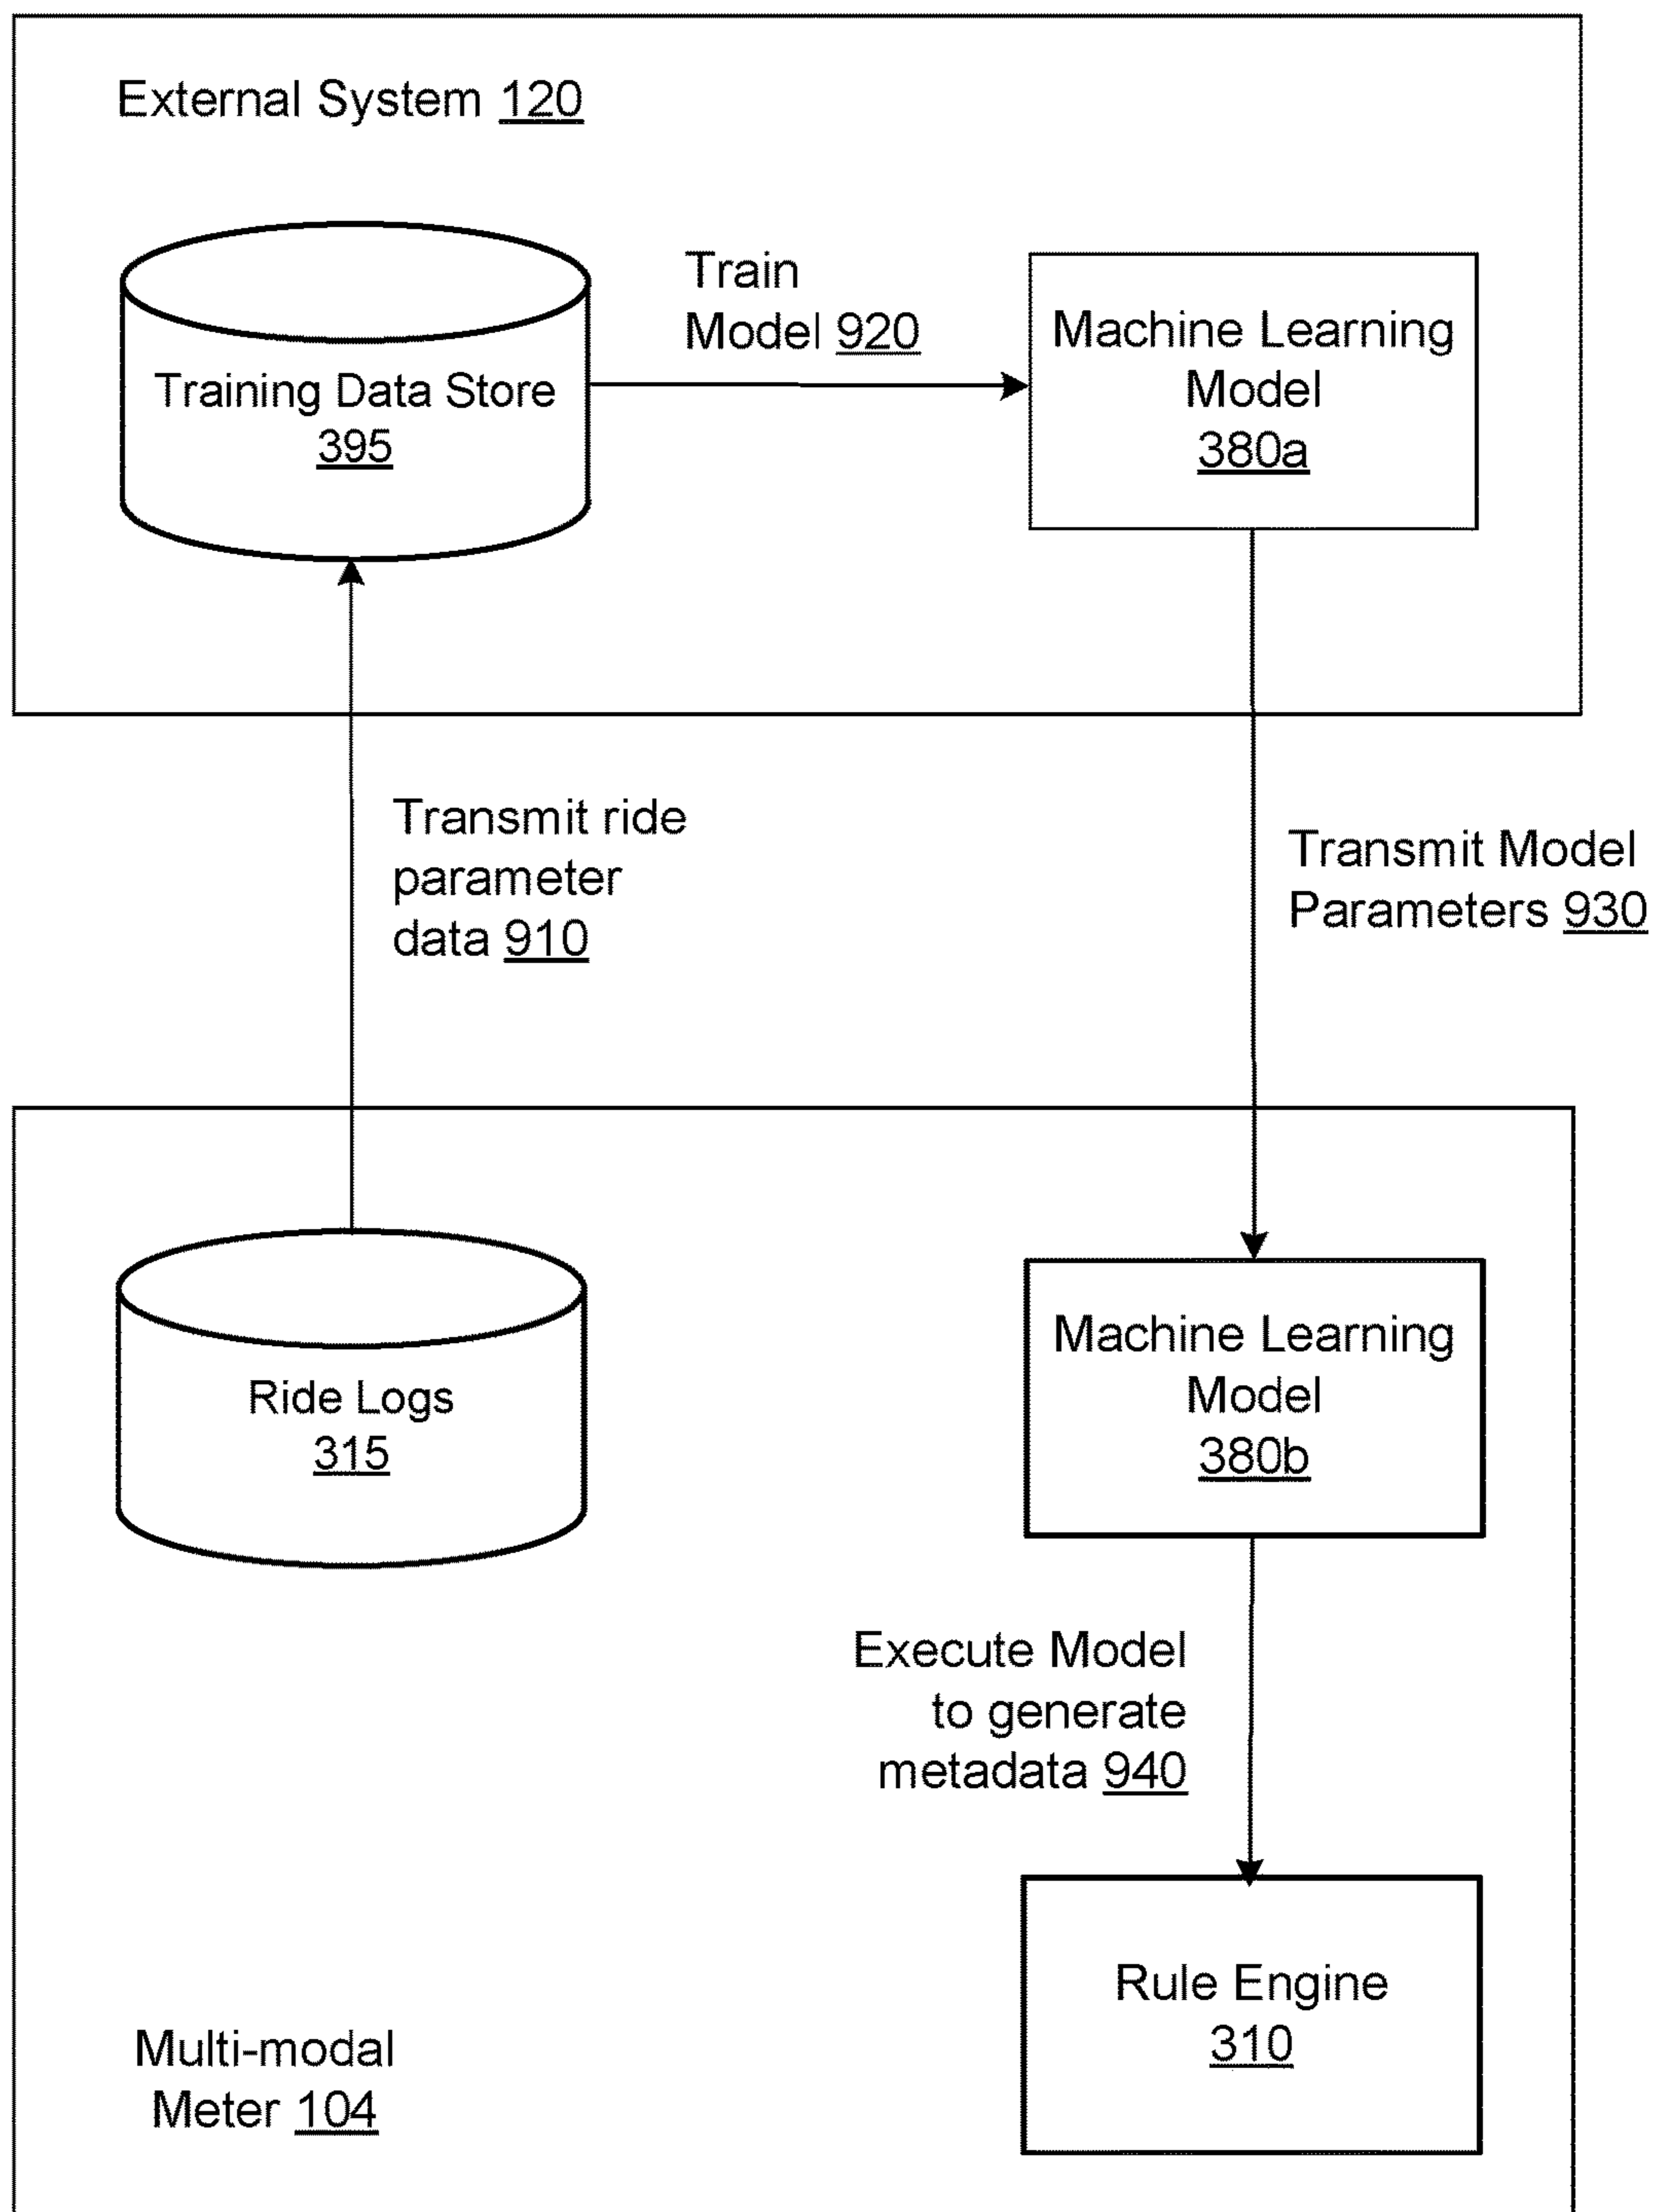 External System 120
Train
Model 920
Training Data Store
395
Machine Learning
Model
380a
Transmit ride
parameter
data 910
Transmit Model
Parameters 930
Ride Logs
315
Machine Learning
Model
380b
Execute Model
to generate
metadata 940
Rule Engine
310
Multi-modal
Meter 104